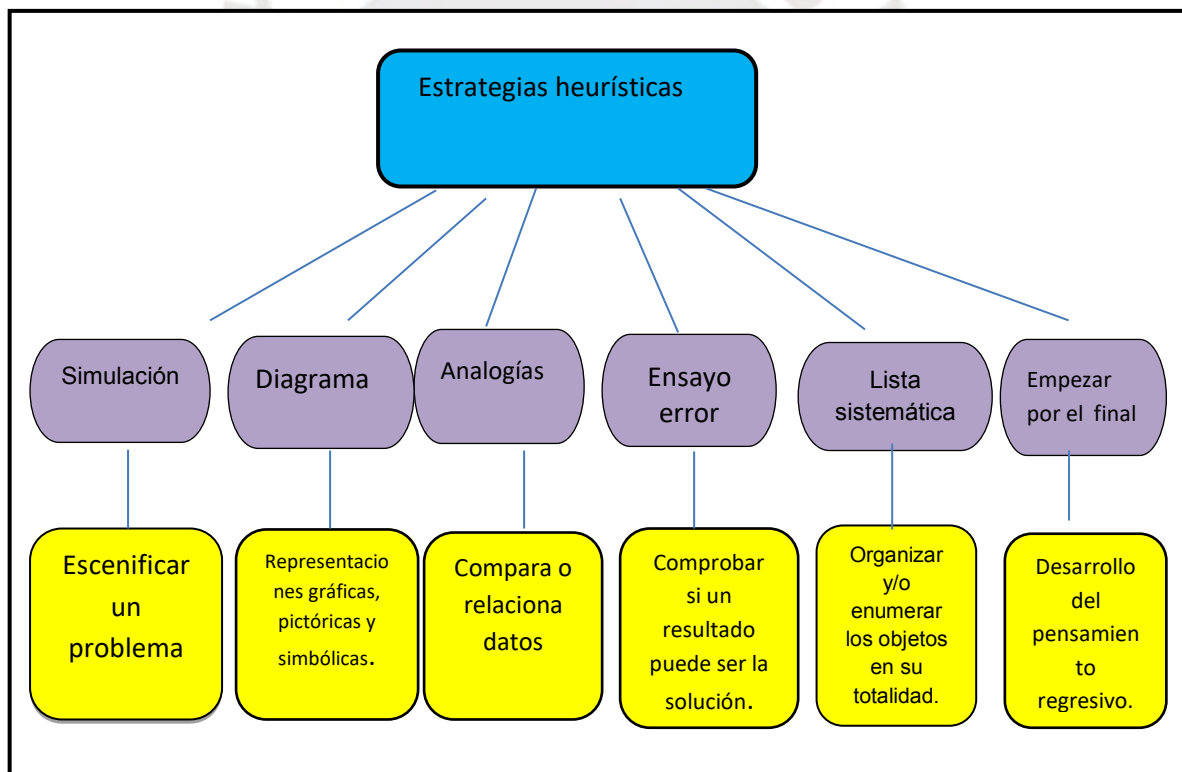 Estrategias heurísticas
Simulación
Diagrama
Analogías
Ensayo
error
Lista
sistemática
Empezar
por el final
Escenificar
un
problema
Representacio
nes gráficas,
pictóricas y
simbólicas.
Compara o
relaciona
datos
Comprobar
si un
resultado
puede ser la
solución.
Organizar
y/o
enumerar
los objetos
en su
totalidad.
Desarrollo
del
pensamien
to
regresivo.